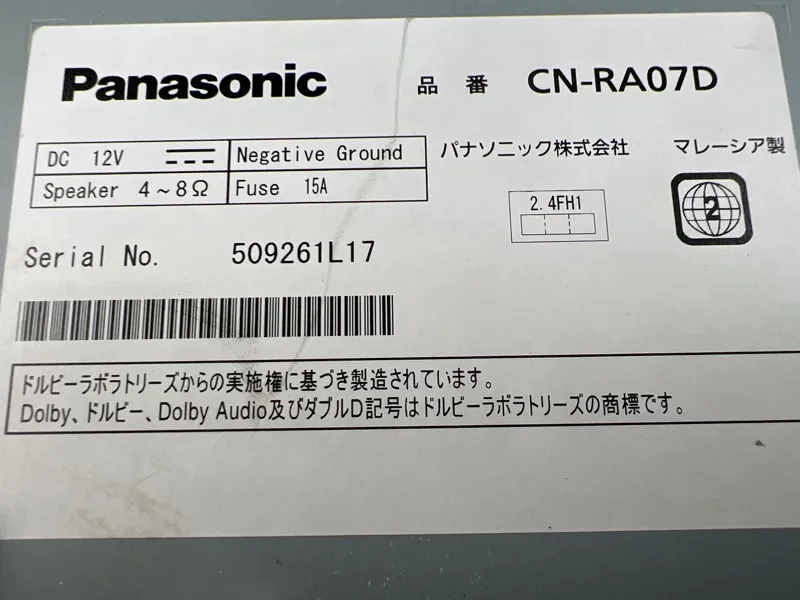 Panasonic 品番 CN-RA07D
DC 12V Negative Ground
Speaker 4~8Ω Fuse 15A
パナソニック株式会社 マレーシア製
2.4FH1
2
Serial No. 509261L17
ドルビーラボラトリーズからの実施権に基づき製造されています。
Dolby、ドルビー、Dolby Audio及びダブルD記号はドルビーラボラトリーズの商標です。